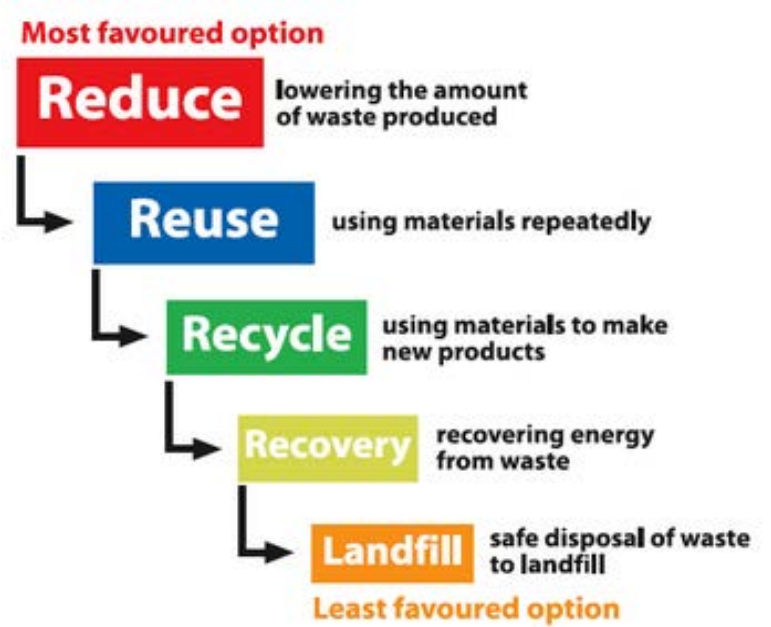 Most favoured option
Reduce
lowering the amount
of waste produced
Reuse
using materials repeatedly
Recycle
using materials to make
new products
Recovery
recovering energy
from waste
Landfill
safe disposal of waste
to landfill
Least favoured option